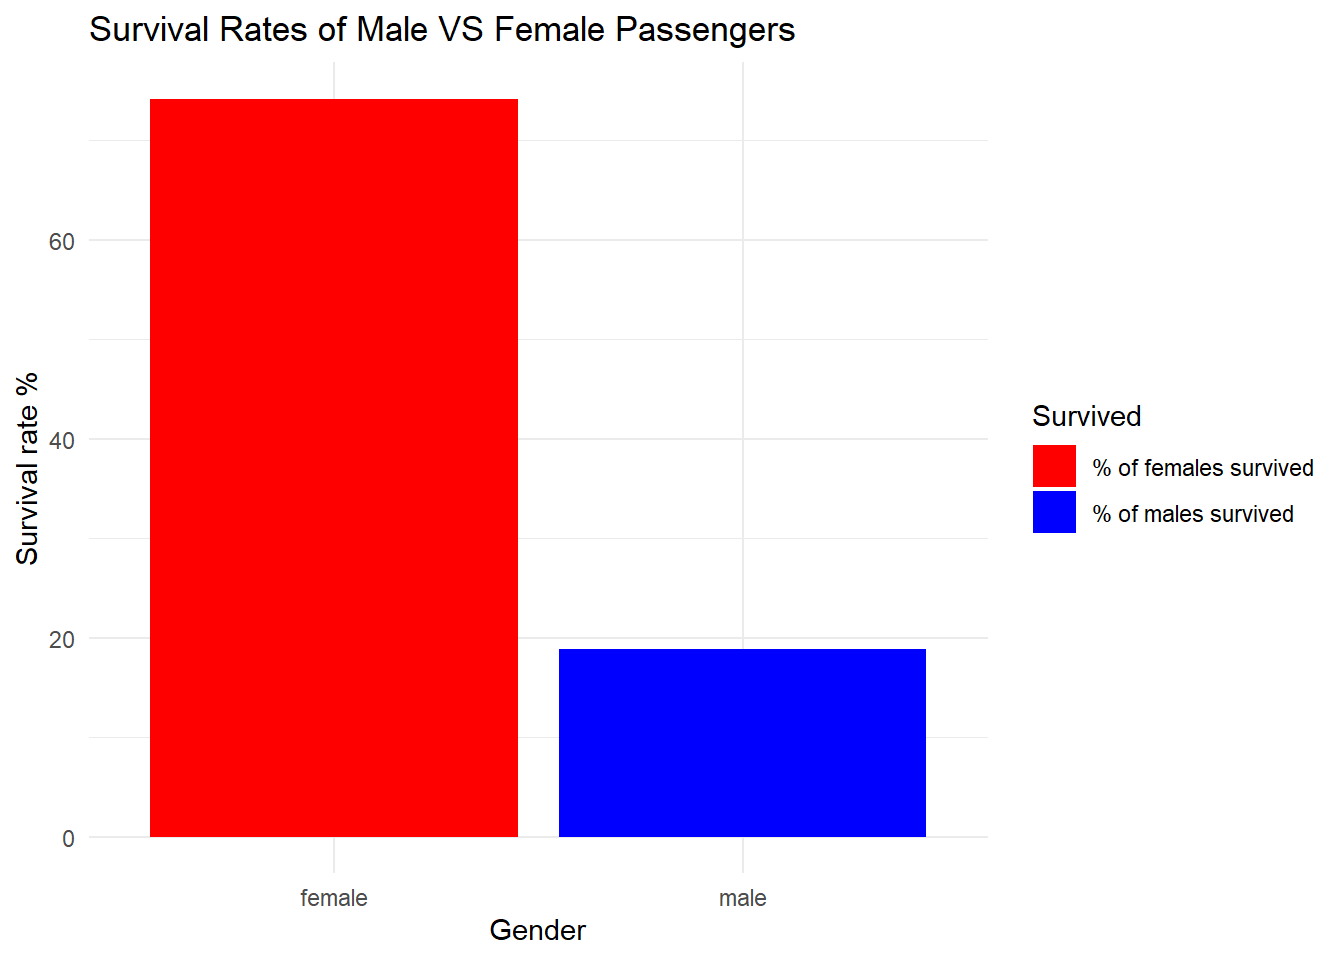 Survival Rates of Male VS Female Passengers
Survival rate %
60
40
20
0
female
male
Gender
Survived
% of females survived
% of males survived